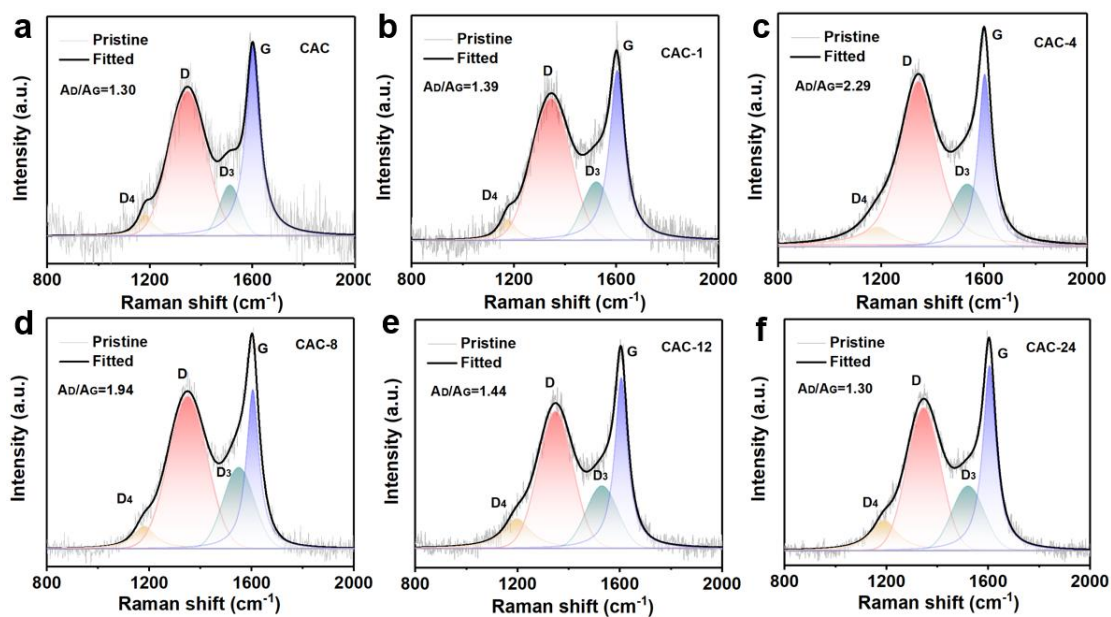 a
Pristine
Fitted
CAC
G
D
AD/AG=1.30
D3
D4
Intensity (a.u.)
800 1200 1600 2000
Raman shift (cm-1)
b
Pristine
Fitted
CAC-1
G
D
AD/AG=1.39
D3
D4
Intensity (a.u.)
800 1200 1600 2000
Raman shift (cm-1)
c
Pristine
Fitted
CAC-4
G
D
AD/AG=2.29
D3
D4
Intensity (a.u.)
800 1200 1600 2000
Raman shift (cm-1)
d
Pristine
Fitted
CAC-8
G
D
AD/AG=1.94
D3
D4
Intensity (a.u.)
800 1200 1600 2000
Raman shift (cm-1)
e
Pristine
Fitted
CAC-12
G
D
AD/AG=1.44
D3
D4
Intensity (a.u.)
800 1200 1600 2000
Raman shift (cm-1)
f
Pristine
Fitted
CAC-24
G
D
AD/AG=1.30
D3
D4
Intensity (a.u.)
800 1200 1600 2000
Raman shift (cm-1)